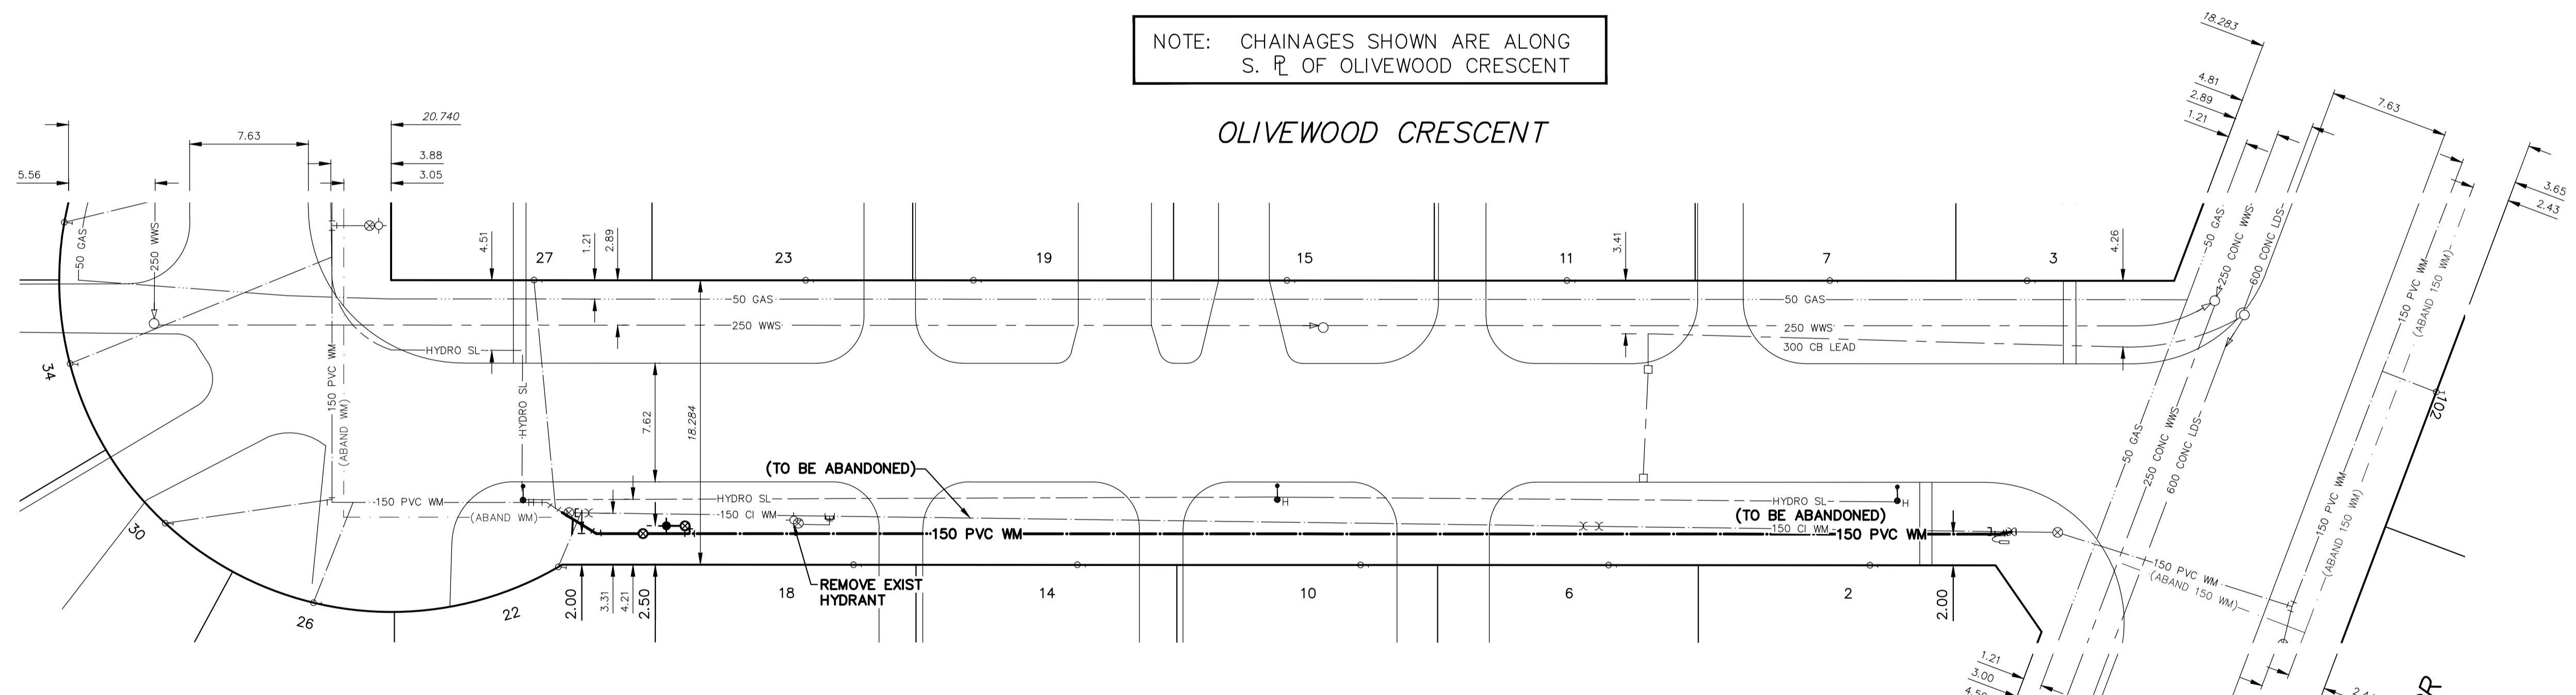 NOTE: CHAINAGES SHOWN ARE ALONG
S. PL OF OLIVEWOOD CRESCENT
OLIVEWOOD CRESCENT
18.283
4.81
2.89
1.21
7.63
3.65
2.43
20.740
7.63
3.88
3.05
5.56
50 GAS
250 WWS
4.51
27
1.21
2.89
23
19
15
11
3.41
7
3
4.26
50 GAS
250 CONC WWS
600 CONC LDS
150 PVC WM
(ABAND 150 WM)
50 GAS
50 GAS
250 WWS
250 WWS
HYDRO SL
300 CB LEAD
34
150 PVC WM
(ABAND WM)
HYDRO SL
7.62
18.284
102
50 GAS
250 CONC WWS
600 CONC LDS
150 PVC WM
(ABAND 150 WM)
(TO BE ABANDONED)
150 PVC WM
(ABAND WM)
H
HYDRO SL
H
HYDRO SL
H
150 CI WM
(TO BE ABANDONED)
150 CI WM
150 PVC WM
150 PVC WM
30
150 PVC WM
(ABAND 150 WM)
REMOVE EXIST
HYDRANT
26
22
2.00
3.31
4.21
2.50
18
14
10
6
2
2.00
1.21
3.00